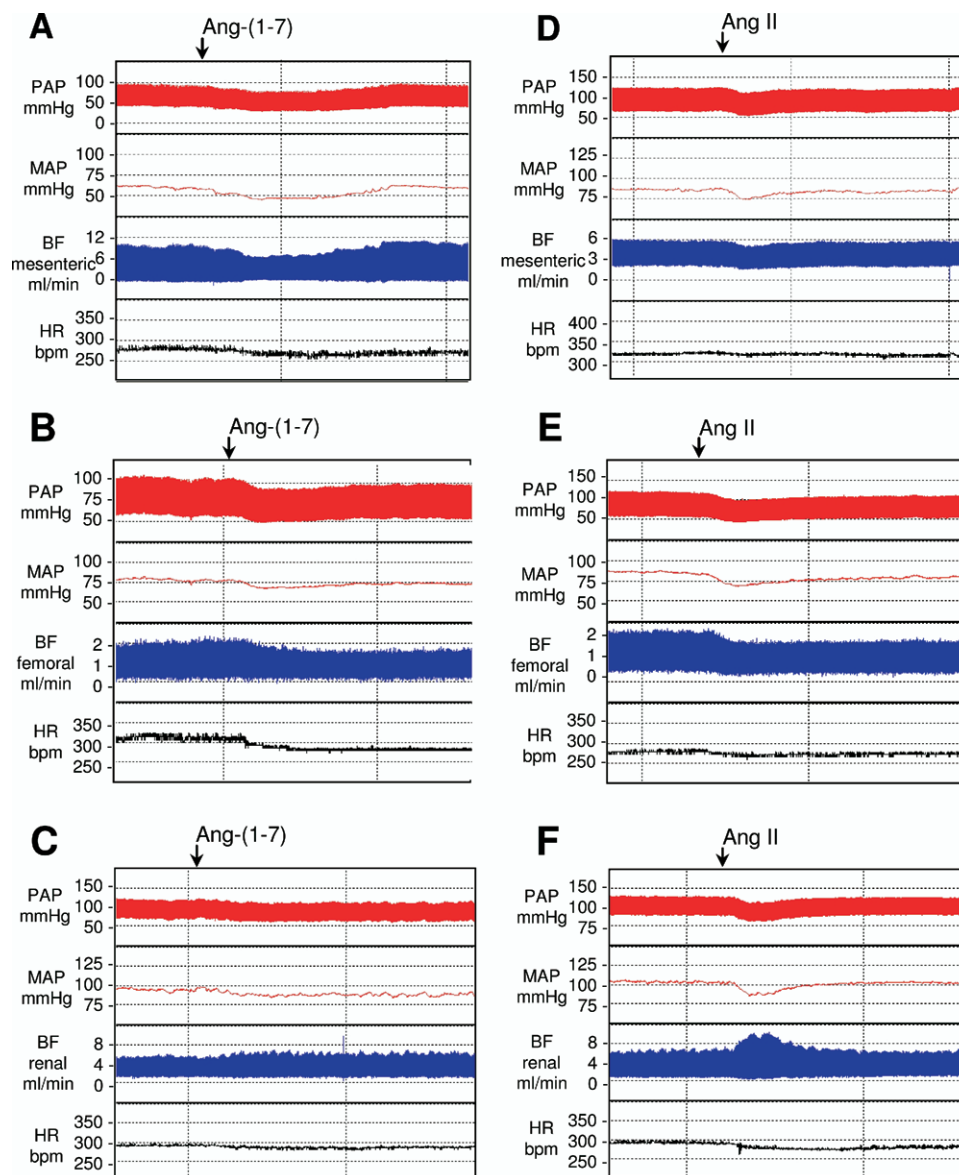 A
Ang-(1-7)
PAP
mmHg
100
50
0
MAP
mmHg
100
75
50
BF
mesenteric
ml/min
12
6
0
HR
bpm
350
300
250
D
Ang II
PAP
mmHg
150
100
50
MAP
mmHg
125
100
75
BF
mesenteric
ml/min
6
3
0
HR
bpm
400
350
300
B
Ang-(1-7)
PAP
mmHg
100
75
50
MAP
mmHg
100
75
50
BF
femoral
ml/min
2
1
0
HR
bpm
350
300
250
E
Ang II
PAP
mmHg
150
100
50
MAP
mmHg
100
75
50
BF
femoral
ml/min
2
1
0
HR
bpm
350
300
250
C
Ang-(1-7)
PAP
mmHg
150
100
50
MAP
mmHg
125
100
75
BF
renal
ml/min
8
4
0
HR
bpm
350
300
250
F
Ang II
PAP
mmHg
150
100
75
MAP
mmHg
125
100
75
BF
renal
ml/min
8
4
0
HR
bpm
350
300
250